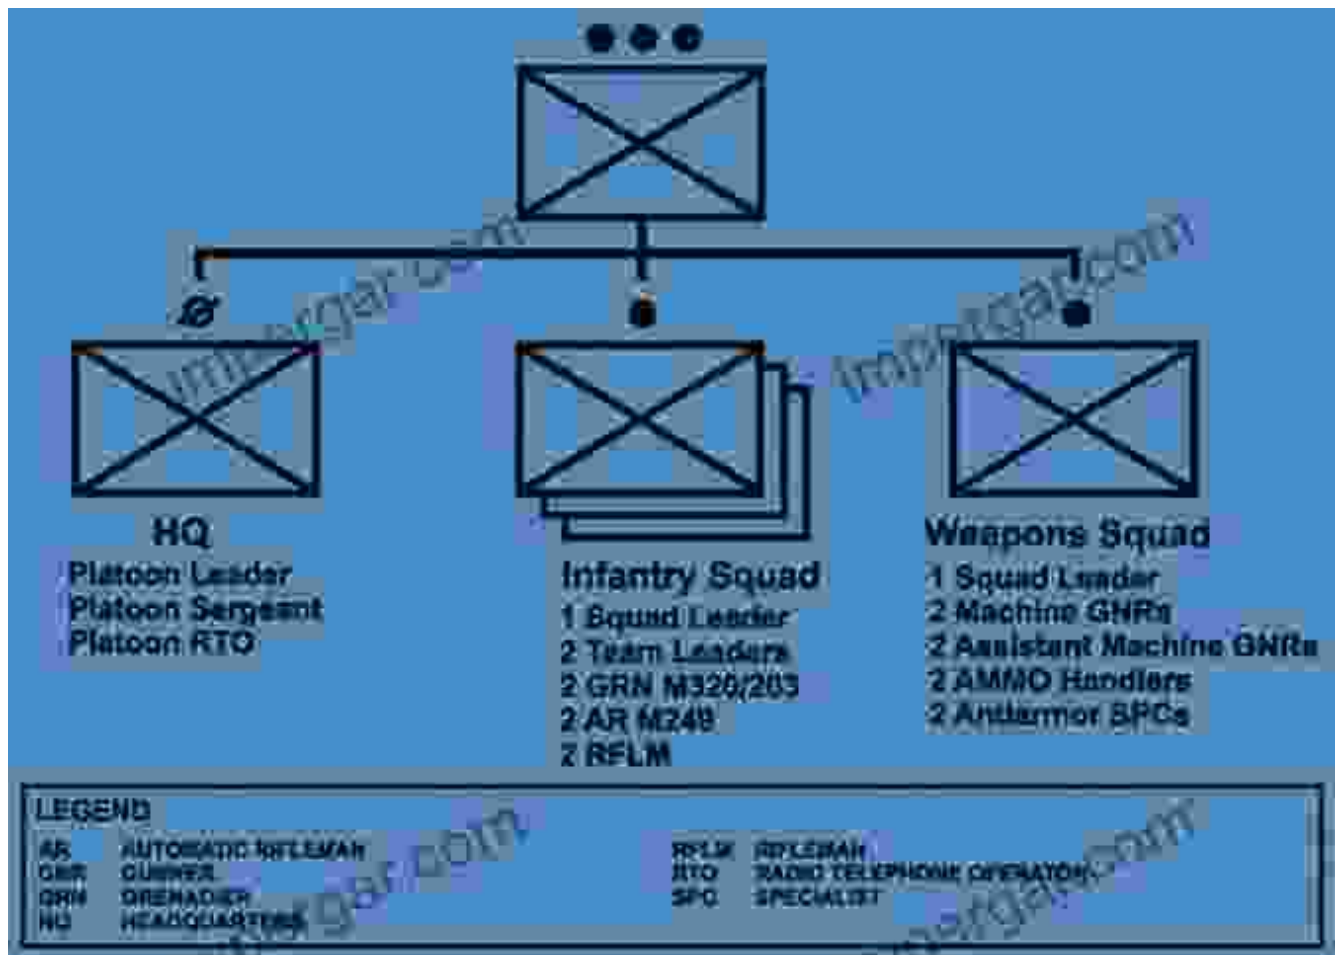 HQ
Platoon Leader
Platoon Sergeant
Platoon RTO
Infantry Squad
1 Squad Leader
2 Team Leaders
2 GRN M320/203
2 AR M249
2 RFLM
Weapons Squad
1 Squad Leader
2 Machine GNRs
2 Assistant Machine GNRs
2 AMMO Handlers
2 Antiarmor SPCs
LEGEND
AR AUTOMATIC RIFLEMAN
GNR GUNNER
GRN GRENADIER
HQ HEADQUARTERS
RFLM RIFLEMAN
RTO RADIO TELEPHONE OPERATOR
SPC SPECIALIST